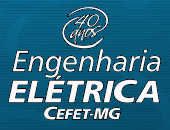 40
anos
Engenharia
ELÉTRICA
CEFET-MG